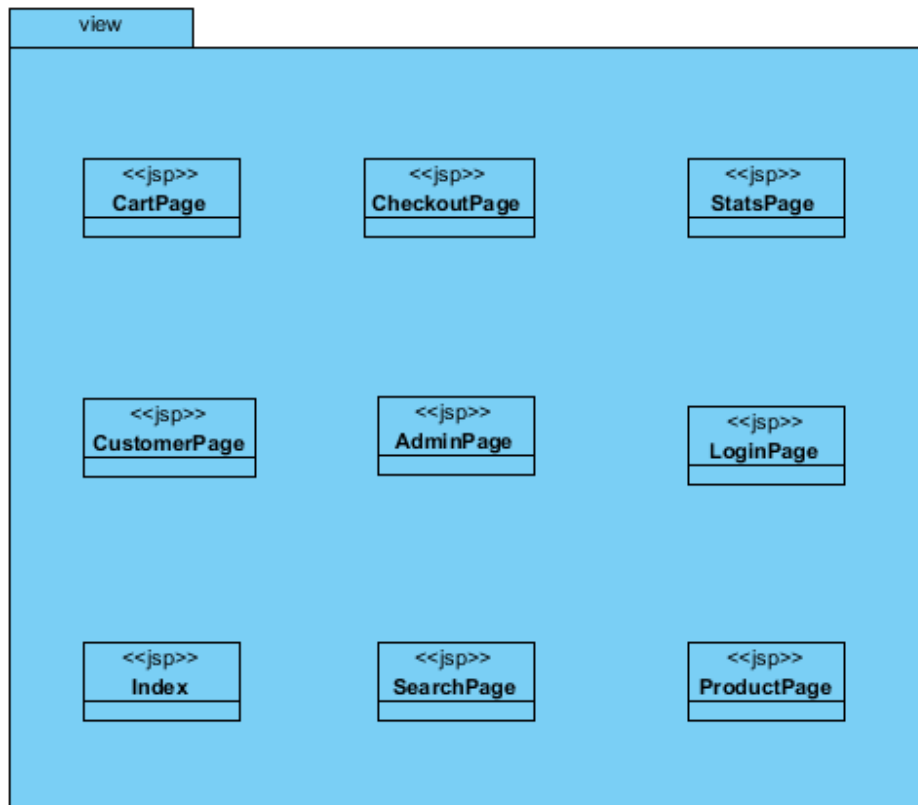 view
<<jsp>>
CartPage
<<jsp>>
CheckoutPage
<<jsp>>
StatsPage
<<jsp>>
CustomerPage
<<jsp>>
AdminPage
<<jsp>>
LoginPage
<<jsp>>
Index
<<jsp>>
SearchPage
<<jsp>>
ProductPage